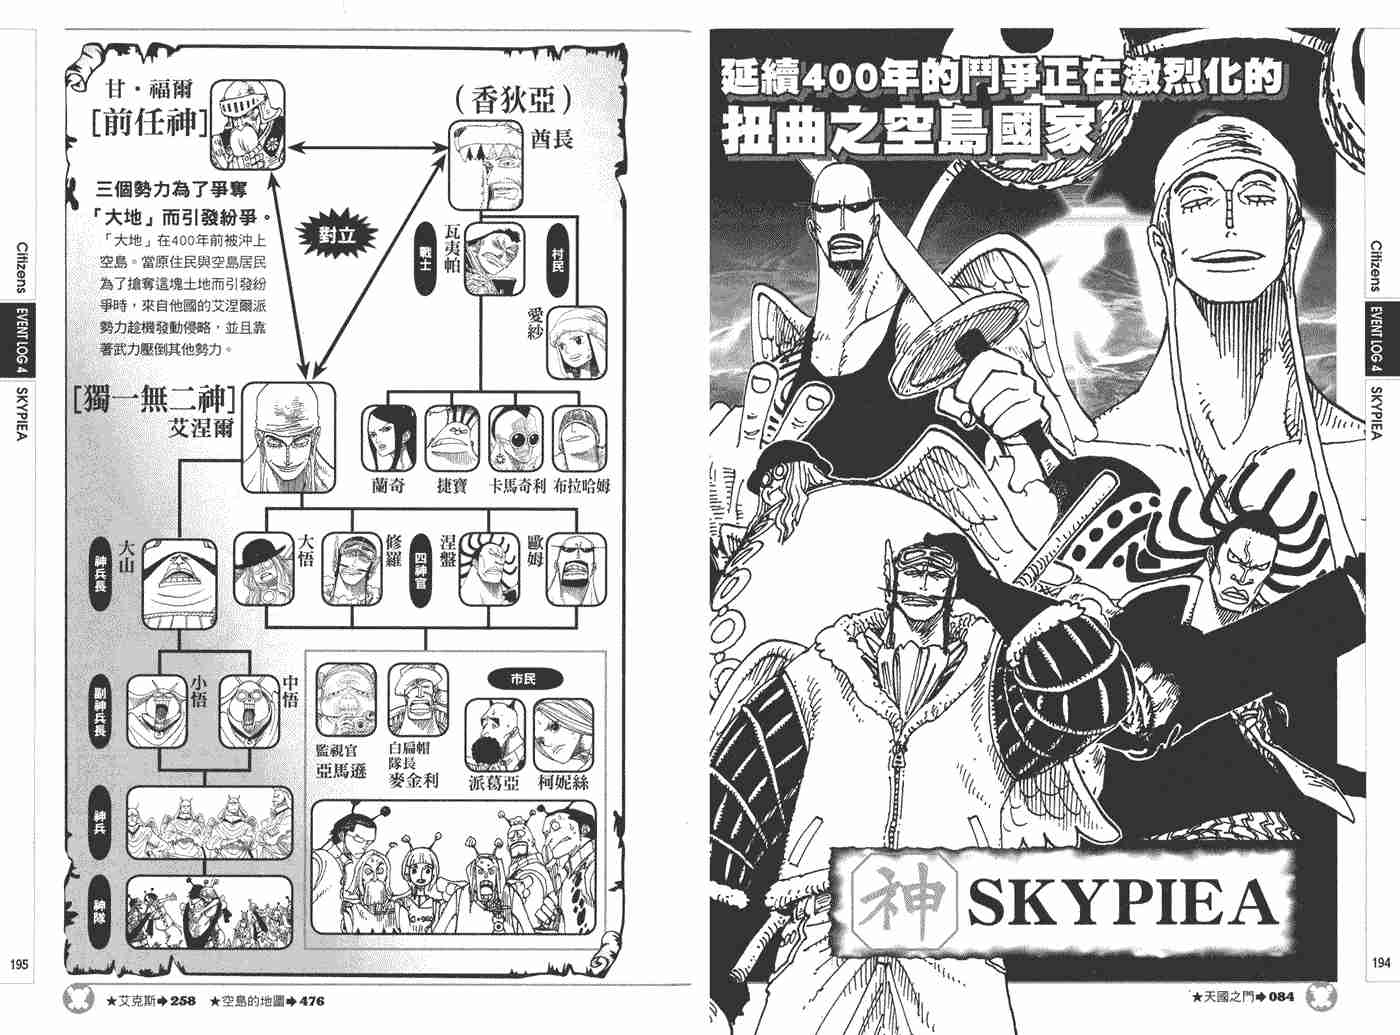 延續400年的鬥爭正在激烈化的
扭曲之空島國家
神 SKYPIEA
Citizens
EVENT LOG 4
SKYPIEA
194
★天國之門➡084
甘・福爾
[前任神]
(香狄亞)
酋長
三個勢力為了爭奪
「大地」而引發紛爭。
「大地」在400年前被沖上
空島。當原住民與空島居民
為了搶奪這塊土地而引發紛
爭時，來自他國的艾涅爾派
勢力趁機發動侵略，並且靠
著武力壓倒其他勢力。
對立
戰士
瓦夷帕
村民
愛紗
[獨一無二神]
艾涅爾
蘭奇
捷寶
卡馬奇利
布拉哈姆
神兵長
大山
大悟
修羅
四神官
涅盤
歐姆
副神兵長
小悟
中悟
監視官
亞馬遜
白扁帽
隊長
麥金利
市民
派葛亞
柯妮絲
神兵
神隊
Citizens
EVENT LOG 4
SKYPIEA
195
★艾克斯➡258 ★空島的地圖➡476